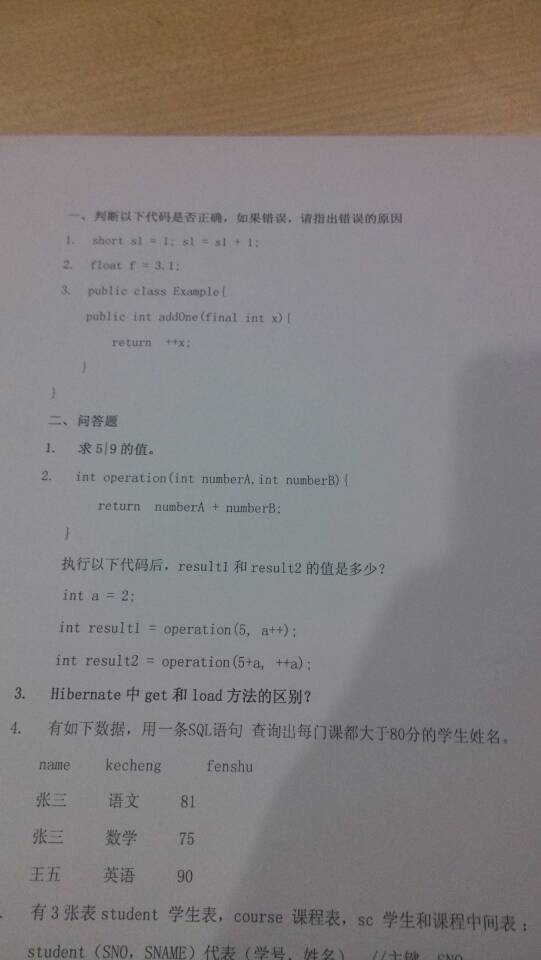 一、判断以下代码是否正确，如果错误，请指出错误的原因
1. short s1 = 1; s1 = s1 + 1;
2. float f = 3.1;
3. public class Example{
public int addOne(final int x){
return ++x;
}
}
二、问答题
1. 求 5|9 的值。
2. int operation(int numberA,int numberB){
return numberA + numberB;
}
执行以下代码后，result1 和 result2 的值是多少？
int a = 2;
int result1 = operation(5, a++);
int result2 = operation(5+a, ++a);
3. Hibernate 中 get 和 load 方法的区别？
4. 有如下数据，用一条SQL语句 查询出每门课都大于80分的学生姓名。
name kecheng fenshu
张三 语文 81
张三 数学 75
王五 英语 90
. 有 3 张表 student 学生表，course 课程表，sc 学生和课程中间表；
student（SNO，SNAME）代表（学号，姓名） //主键 SNO